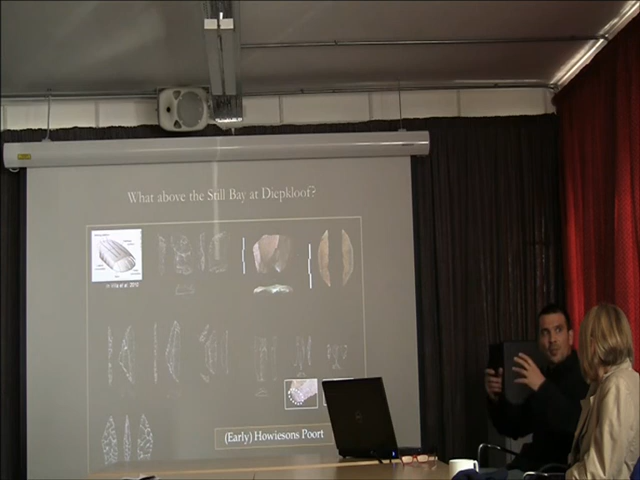 What above the Still Bay at Diepkloof?
(Early) Howiesons Poort